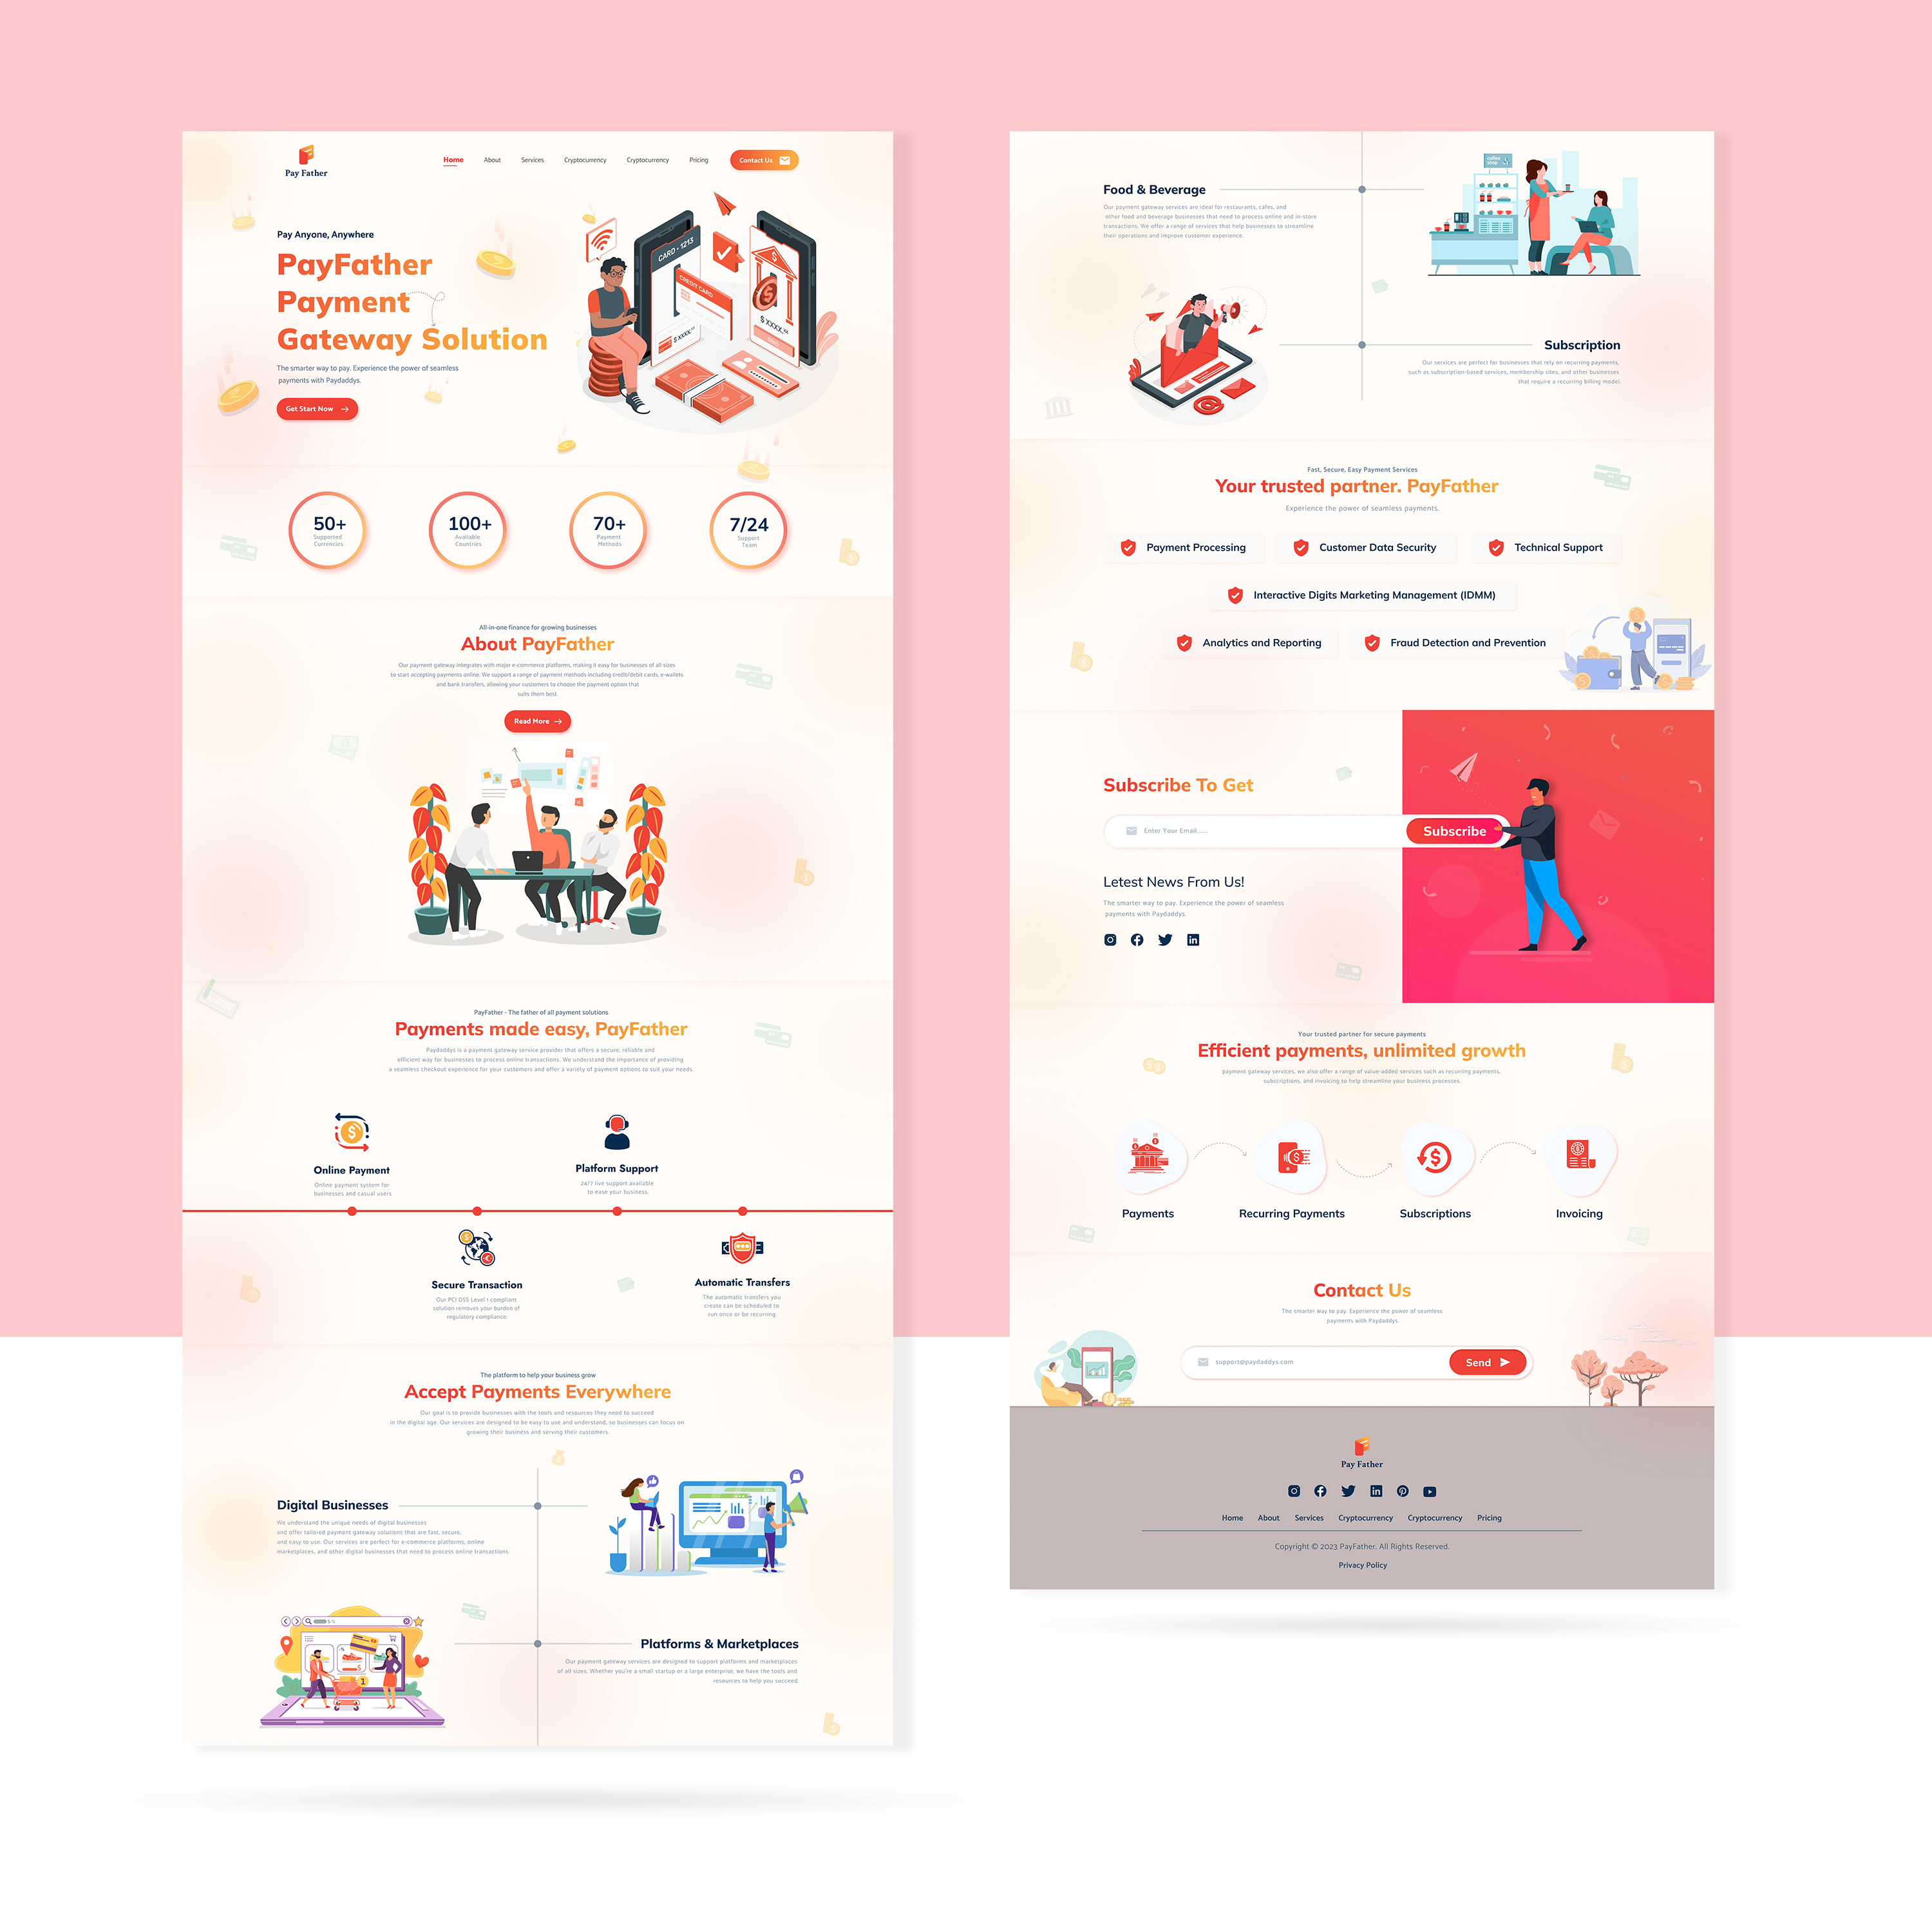 Pay Father
Home About Services Cryptocurrency Cryptocurrency Pricing Contact Us
Pay Anyone, Anywhere
PayFather
Payment
Gateway Solution
The smarter way to pay. Experience the power of seamless
payments with Paydaddys.
Get Start Now
CARD • 1213
CREDIT CARD
$ XXXX.
$ XXXX.
50+
Supported
Currencies
100+
Available
Countries
70+
Payment
Methods
7/24
Support
Team
All-in-one finance for growing businesses
About PayFather
Our payment gateway integrates with major e-commerce platforms, making it easy for businesses of all sizes
to start accepting payments online. We support a range of payment methods including credit/debit cards, e-wallets
and bank transfers, allowing your customers to choose the payment option that
suits them best.
Read More
PayFather - The father of all payment solutions
Payments made easy, PayFather
Paydaddys is a payment gateway service provider that offers a secure, reliable and
efficient way for businesses to process online transactions. We understand the importance of providing
a seamless checkout experience for your customers and offer a variety of payment options to suit your needs.
Online Payment
Online payment system for
businesses and casual users
Platform Support
24/7 live support available
to ease your business.
Secure Transaction
Our PCI DSS Level 1 compliant
solution removes your burden of
regulatory compliance.
Automatic Transfers
The automatic transfers you
create can be scheduled to
run once or be recurring.
The platform to help your business grow
Accept Payments Everywhere
Our goal is to provide businesses with the tools and resources they need to succeed
in the digital age. Our services are designed to be easy to use and understand, so businesses can focus on
growing their business and serving their customers.
Digital Businesses
We understand the unique needs of digital businesses
and offer tailored payment gateway solutions that are fast, secure,
and easy to use. Our services are perfect for e-commerce platforms, online
marketplaces, and other digital businesses that need to process online transactions.
Platforms & Marketplaces
Our payment gateway services are designed to support platforms and marketplaces
of all sizes. Whether you're a small startup or a large enterprise, we have the tools and
resources to help you succeed.
Food & Beverage
Our payment gateway services are ideal for restaurants, cafes, and
other food and beverage businesses that need to process online and in-store
transactions. We offer a range of services that help businesses to streamline
their operations and improve customer experience.
coffee
shop
Subscription
Our services are perfect for businesses that rely on recurring payments,
such as subscription-based services, membership sites, and other businesses
that require a recurring billing model.
Fast, Secure, Easy Payment Services
Your trusted partner. PayFather
Experience the power of seamless payments.
Payment Processing
Customer Data Security
Technical Support
Interactive Digits Marketing Management (IDMM)
Analytics and Reporting
Fraud Detection and Prevention
Subscribe To Get
Enter Your Email......
Subscribe
Letest News From Us!
The smarter way to pay. Experience the power of seamless
payments with Paydaddys.
Your trusted partner for secure payments
Efficient payments, unlimited growth
payment gateway services, we also offer a range of value-added services such as recurring payments,
subscriptions, and invoicing to help streamline your business processes.
Payments
Recurring Payments
Subscriptions
Invoicing
Contact Us
The smarter way to pay. Experience the power of seamless
payments with Paydaddys.
support@paydaddys.com
Send
Pay Father
Home About Services Cryptocurrency Cryptocurrency Pricing
Copyright © 2023 PayFather. All Rights Reserved.
Privacy Policy